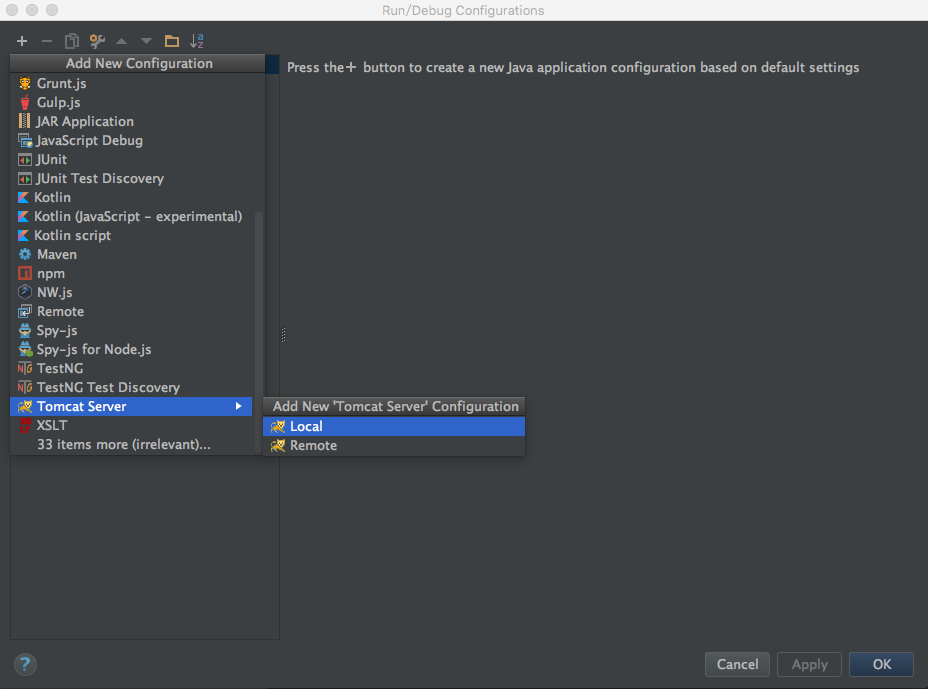 Run/Debug Configurations
Add New Configuration
Press the + button to create a new Java application configuration based on default settings
Grunt.js
Gulp.js
JAR Application
JavaScript Debug
JUnit
JUnit Test Discovery
Kotlin
Kotlin (JavaScript – experimental)
Kotlin script
Maven
npm
NW.js
Remote
Spy-js
Spy-js for Node.js
TestNG
TestNG Test Discovery
Tomcat Server
Add New 'Tomcat Server' Configuration
XSLT
Local
33 items more (irrelevant)...
Remote
?
Cancel
Apply
OK